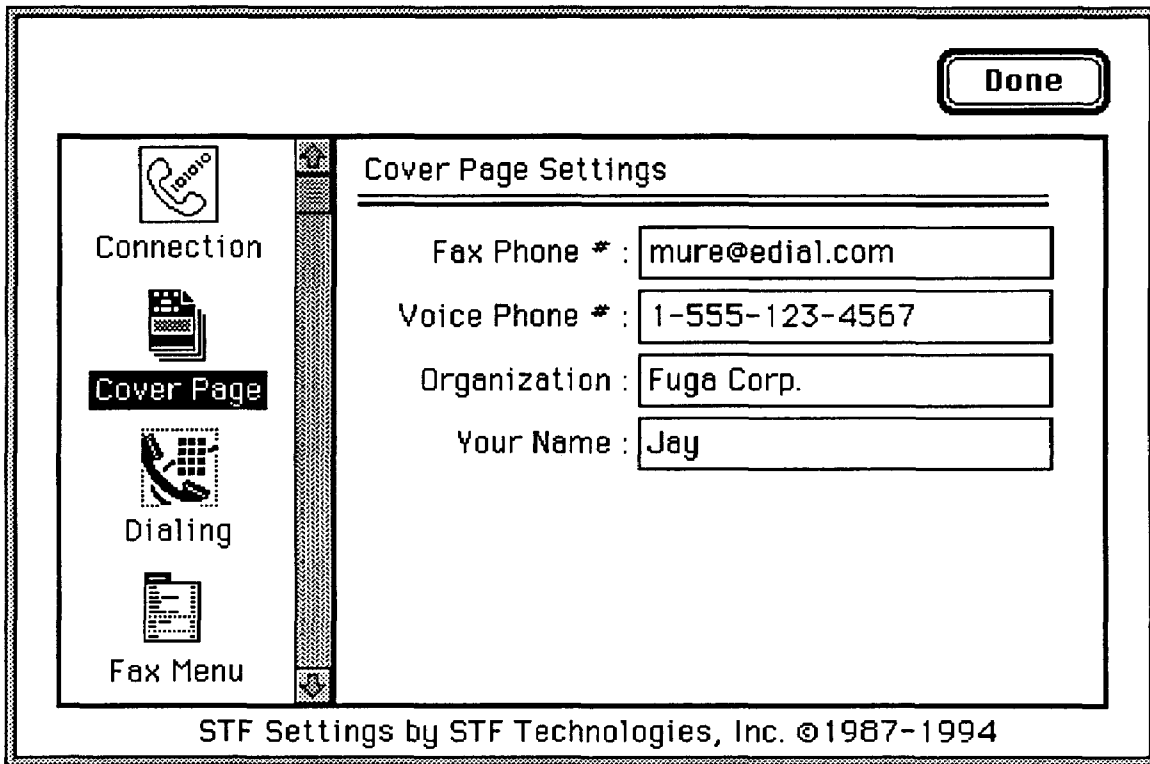 Done
Connection
Cover Page
Dialing
Fax Menu
Cover Page Settings
Fax Phone # : mure@edial.com
Voice Phone # : 1-555-123-4567
Organization : Fuga Corp.
Your Name : Jay
STF Settings by STF Technologies, Inc. ©1987-1994